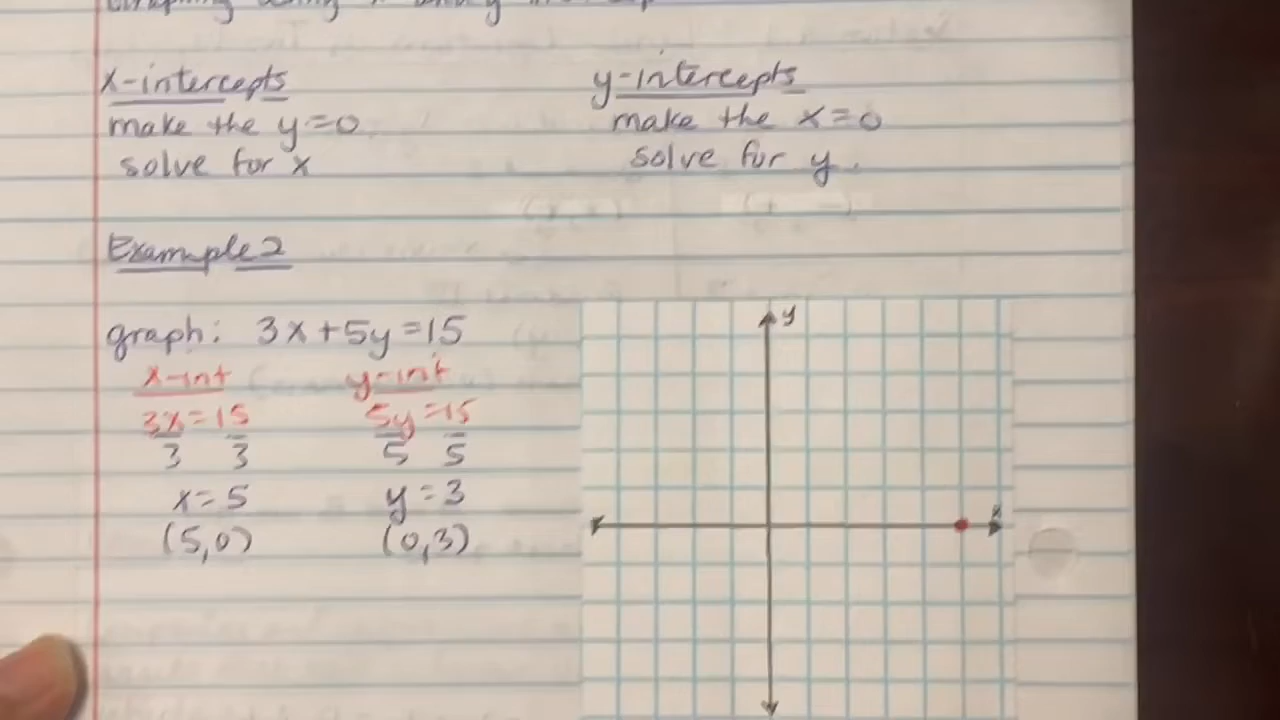 x-intercepts
make the y=0
solve for x
y-intercepts
make the x=0
solve for y.
Example 2
graph: 3x+5y=15
x-int
3x=15
3 3
x=5
(5,0)
y-int
5y=15
5 5
y=3
(0,3)
y
x